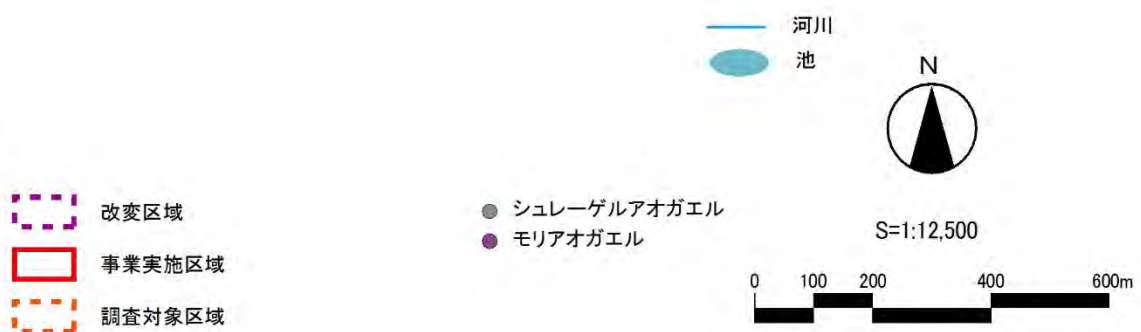 河川
池
N
改変区域
事業実施区域
調査対象区域
シュレーゲルアオガエル
モリアオガエル
S=1:12,500
0 100 200 400 600m